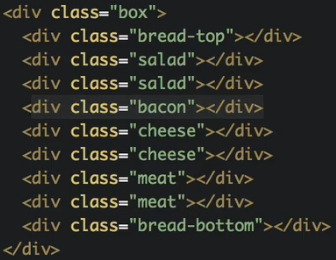 <div class="box">
  <div class="bread-top"></div>
  <div class="salad"></div>
  <div class="salad"></div>
  <div class="bacon"></div>
  <div class="cheese"></div>
  <div class="cheese"></div>
  <div class="meat"></div>
  <div class="meat"></div>
  <div class="bread-bottom"></div>
</div>